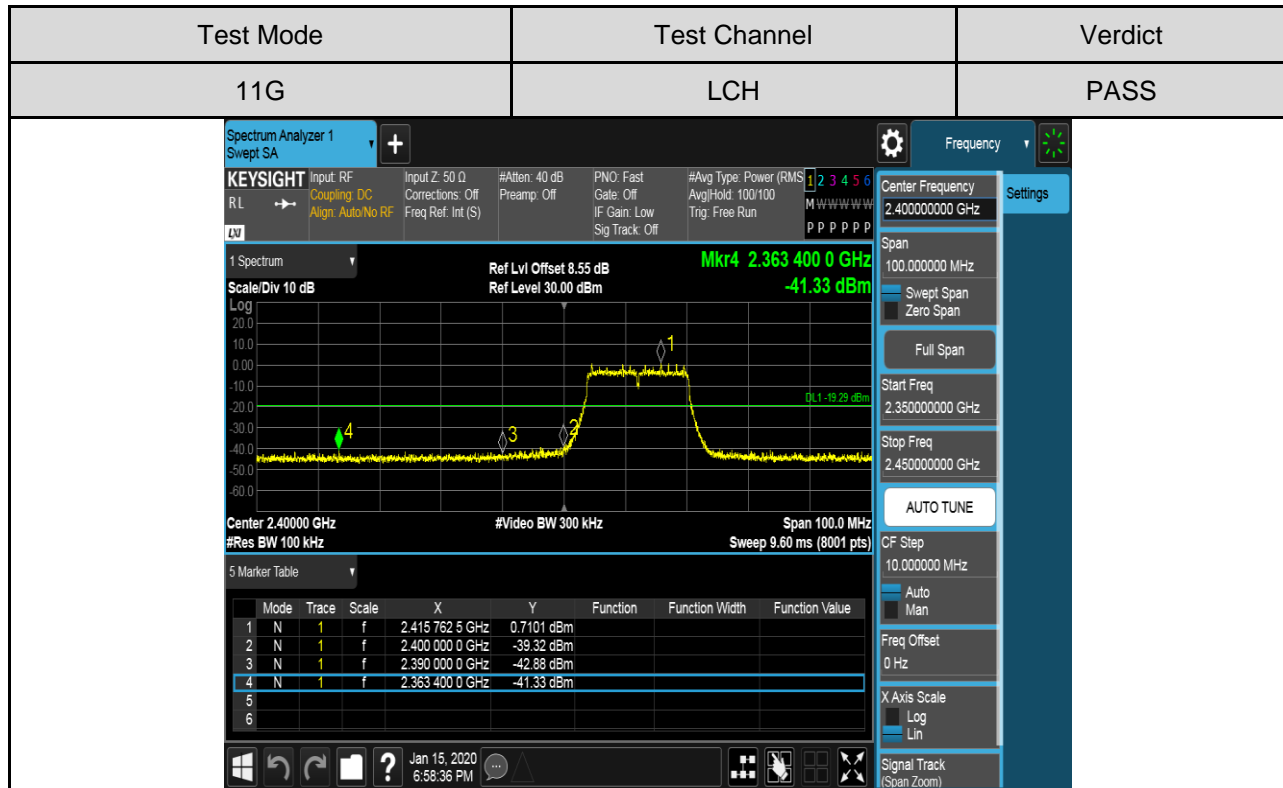 Test Mode Test Channel Verdict
11G LCH PASS
Spectrum Analyzer 1
Swept SA
+
Frequency
KEYSIGHT Input: RF Input Z: 50 Ω #Atten: 40 dB PNO: Fast #Avg Type: Power (RMS 1 2 3 4 5 6
RL Coupling: DC Corrections: Off Preamp: Off Gate: Off Avg|Hold: 100/100 M W W W W W
Align: Auto/No RF Freq Ref: Int (S) IF Gain: Low Trig: Free Run
LXI Sig Track: Off P P P P P P
1 Spectrum
Ref Lvl Offset 8.55 dB Mkr4 2.363 400 0 GHz
Scale/Div 10 dB Ref Level 30.00 dBm -41.33 dBm
Log
20.0
10.0
0.00
-10.0
-20.0
-30.0
-40.0
-50.0
-60.0
1
DL1 -19.29 dBm
2
3
4
Center 2.40000 GHz #Video BW 300 kHz Span 100.0 MHz
#Res BW 100 kHz Sweep 9.60 ms (8001 pts)
5 Marker Table
Mode Trace Scale X Y Function Function Width Function Value
1 N 1 f 2.415 762 5 GHz 0.7101 dBm
2 N 1 f 2.400 000 0 GHz -39.32 dBm
3 N 1 f 2.390 000 0 GHz -42.88 dBm
4 N 1 f 2.363 400 0 GHz -41.33 dBm
5
6
? Jan 15, 2020
6:58:36 PM
Center Frequency
2.400000000 GHz
Settings
Span
100.000000 MHz
Swept Span
Zero Span
Full Span
Start Freq
2.350000000 GHz
Stop Freq
2.450000000 GHz
AUTO TUNE
CF Step
10.000000 MHz
Auto
Man
Freq Offset
0 Hz
X Axis Scale
Log
Lin
Signal Track
(Span Zoom)